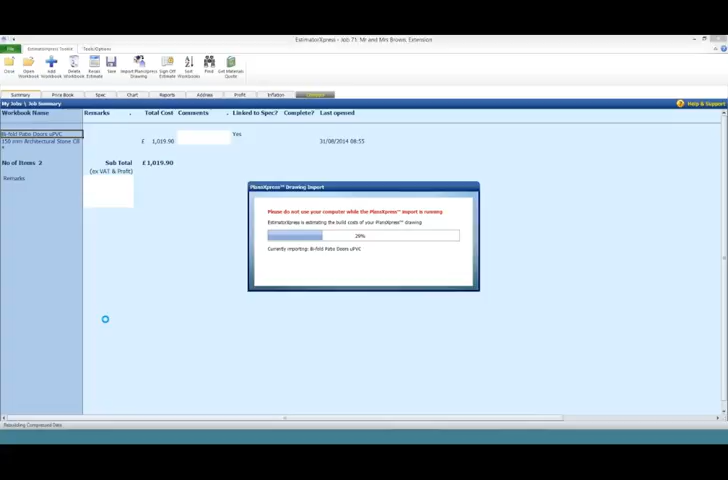 EstimatorXpress - Job 71: Mr and Mrs Brown, Extension
File EstimatorXpress Toolkit Tools/Options
Close Open Workbook Add Workbook Delete Workbook Recalc Estimate Save Import PlansXpress Drawing Sign Off Estimate Sort Workbooks Find Get Materials Quote
Summary Price Book Spec Chart Reports Address Profit Inflation
My Jobs \ Job Summary Help & Support
Workbook Name Remarks Total Cost Comments Linked to Spec? Complete? Last opened
Bi-fold Patio Doors uPVC Yes
150 mm Architectural Stone Cill £ 1,019.90 31/08/2014 08:55
No of Items 2 Sub Total £1,019.90
(ex VAT & Profit)
Remarks
PlansXpress™ Drawing Import
Please do not use your computer while the PlansXpress™ import is running
EstimatorXpress is estimating the build costs of your PlansXpress™ drawing
29%
Currently importing: Bi-fold Patio Doors uPVC
Rebuilding Compressed Data